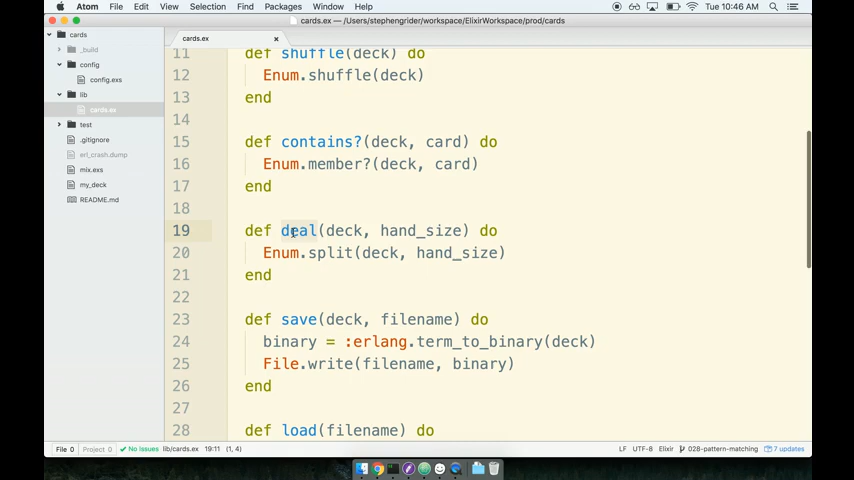 Atom File Edit View Selection Find Packages Window Help Tue 10:46 AM
cards.ex — /Users/stephengrider/workspace/ElixirWorkspace/prod/cards
cards
_build
config
config.exs
lib
cards.ex
test
.gitignore
erl_crash.dump
mix.exs
my_deck
README.md
cards.ex
11 def shuffle(deck) do
12 Enum.shuffle(deck)
13 end
14
15 def contains?(deck, card) do
16 Enum.member?(deck, card)
17 end
18
19 def deal(deck, hand_size) do
20 Enum.split(deck, hand_size)
21 end
22
23 def save(deck, filename) do
24 binary = :erlang.term_to_binary(deck)
25 File.write(filename, binary)
26 end
27
28 def load(filename) do
File 0 Project 0 No Issues lib/cards.ex 19:11 (1, 4) LF UTF-8 Elixir 028-pattern-matching 7 updates